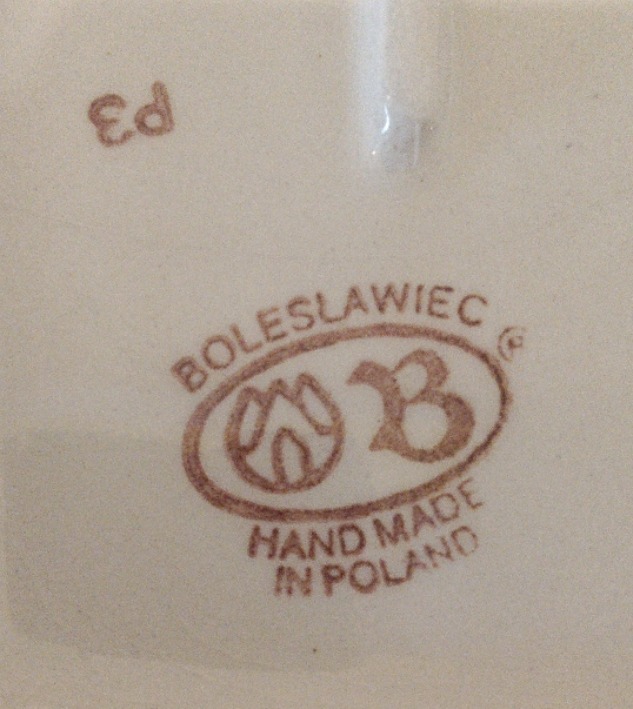 P3
BOLESLAWIEC
®
B
HAND MADE
IN POLAND